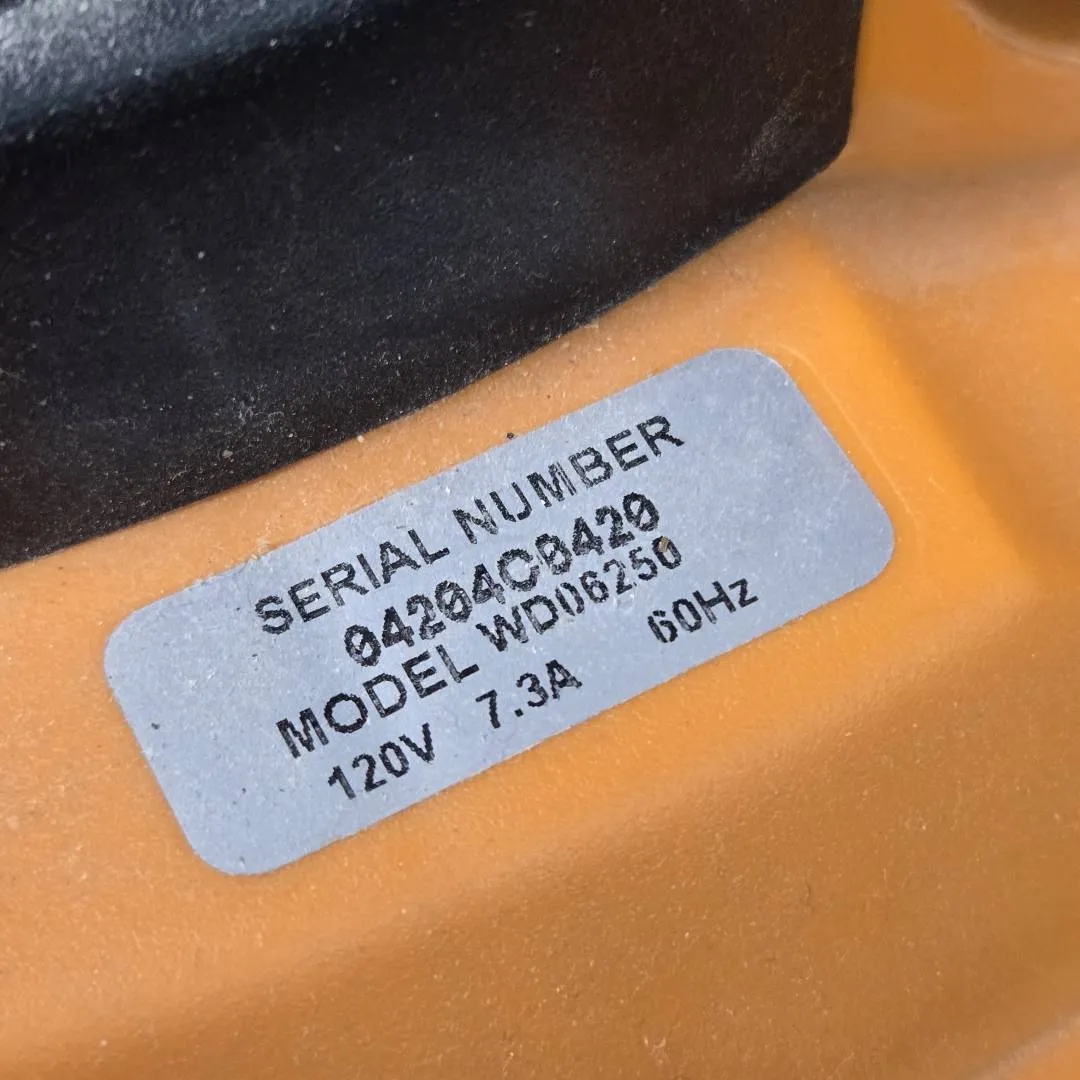 SERIAL NUMBER
04204C0420
MODEL WD06250
120V 7.3A 60Hz